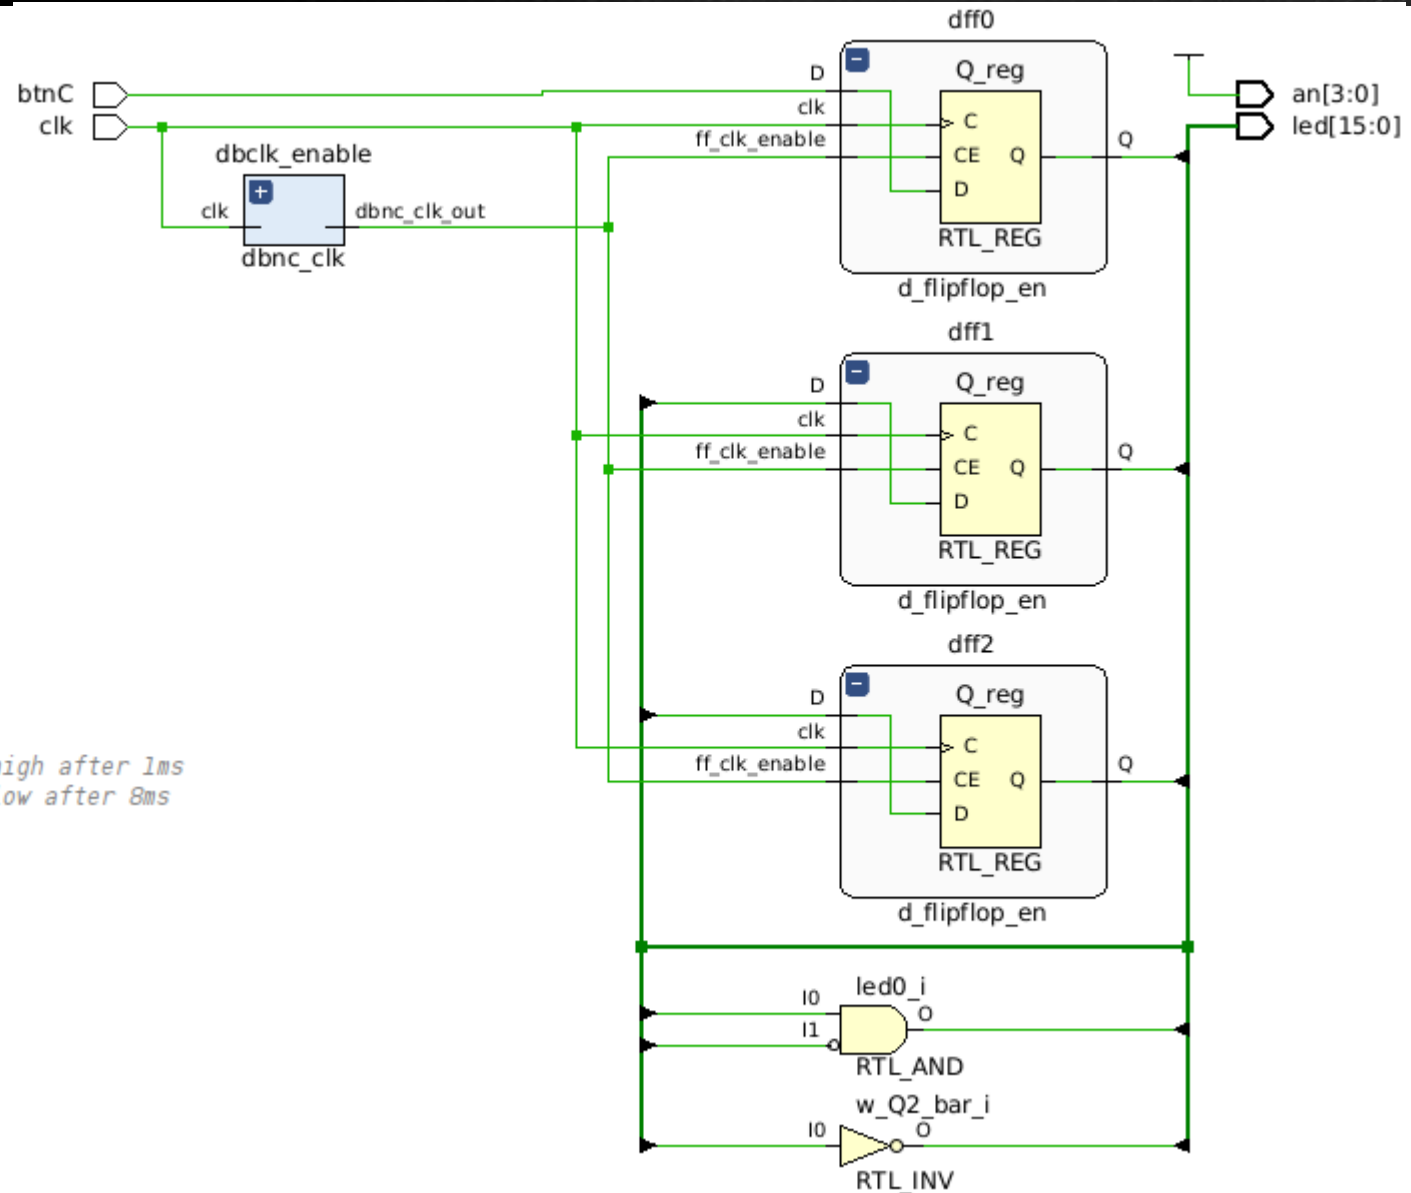 dff0
btnC
clk
D
clk
ff_clk_enable
Q_reg
C
CE
Q
D
RTL_REG
Q
an[3:0]
led[15:0]
dbclk_enable
+
clk
dbnc_clk_out
dbnc_clk
d_flipflop_en
dff1
D
clk
ff_clk_enable
Q_reg
C
CE
Q
D
RTL_REG
Q
d_flipflop_en
dff2
D
clk
ff_clk_enable
Q_reg
C
CE
Q
D
RTL_REG
Q
d_flipflop_en
after 1ms
after 8ms
led0_i
I0
I1
O
RTL_AND
w_Q2_bar_i
I0
O
RTL_INV